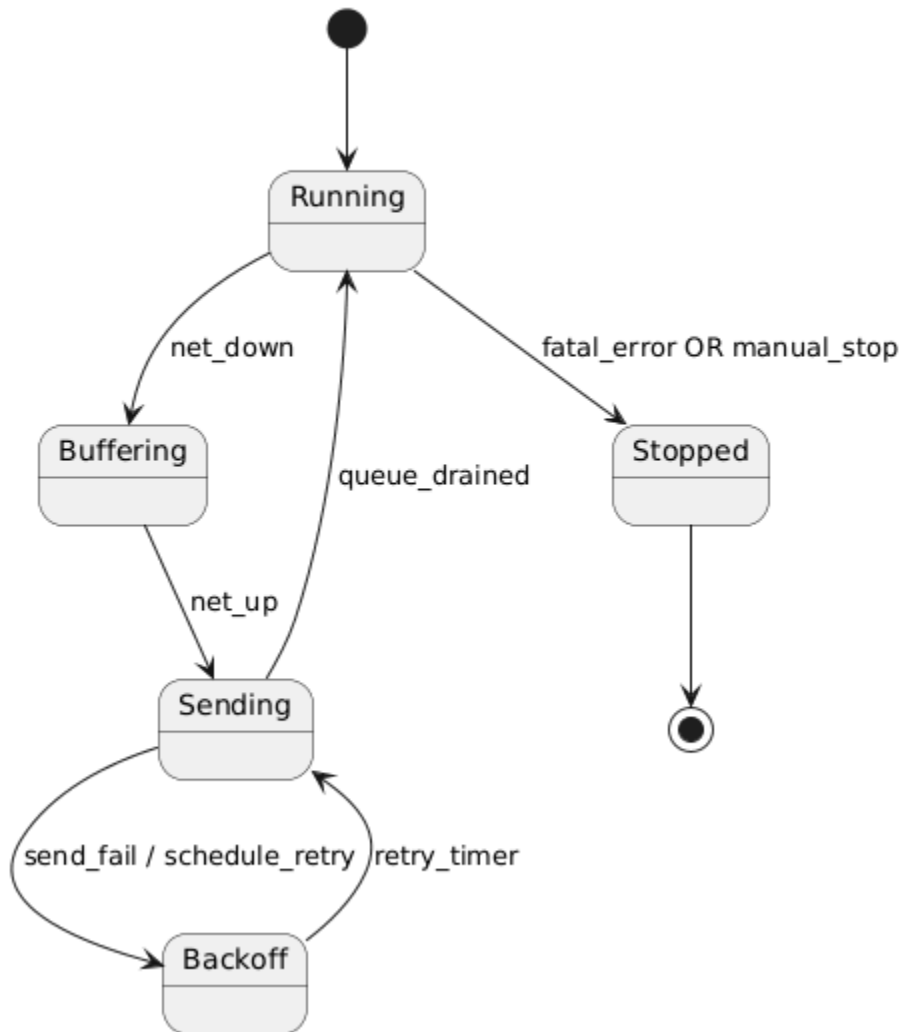 Running
net_down
fatal_error OR manual_stop
Buffering
Stopped
queue_drained
net_up
Sending
send_fail / schedule_retry
retry_timer
Backoff